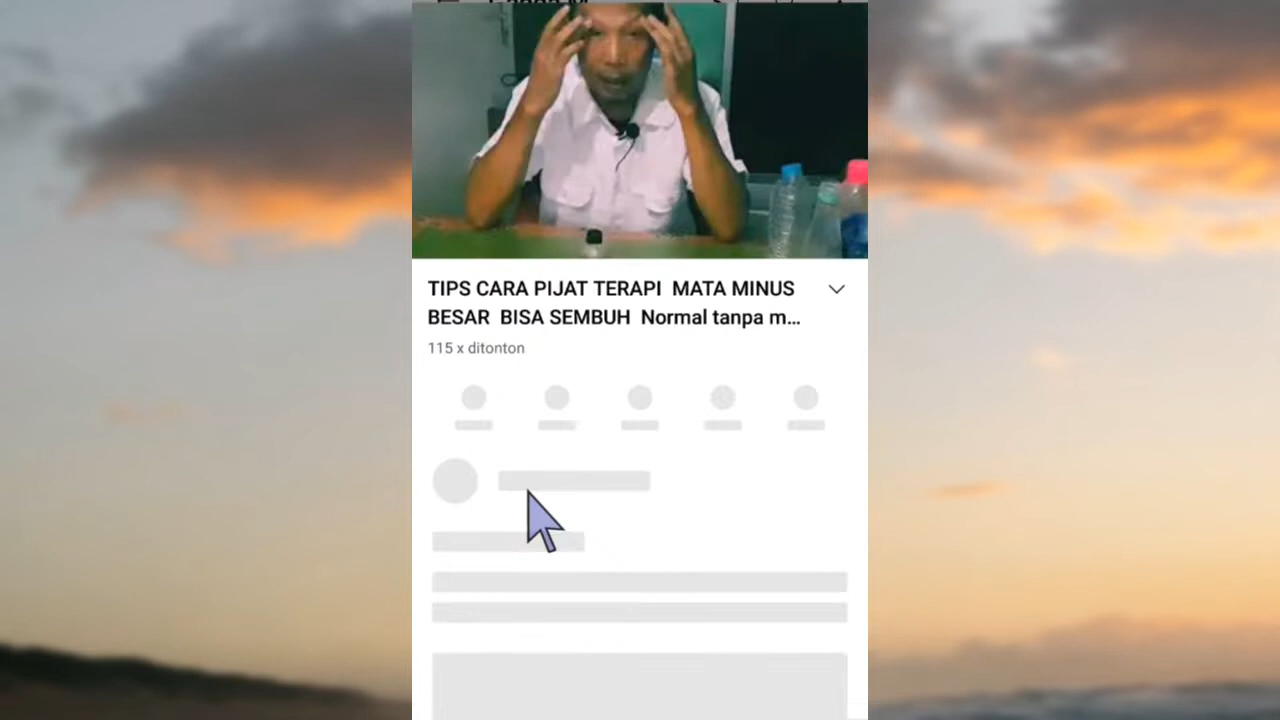 TIPS CARA PIJAT TERAPI MATA MINUS
BESAR BISA SEMBUH Normal tanpa m...
115 x ditonton